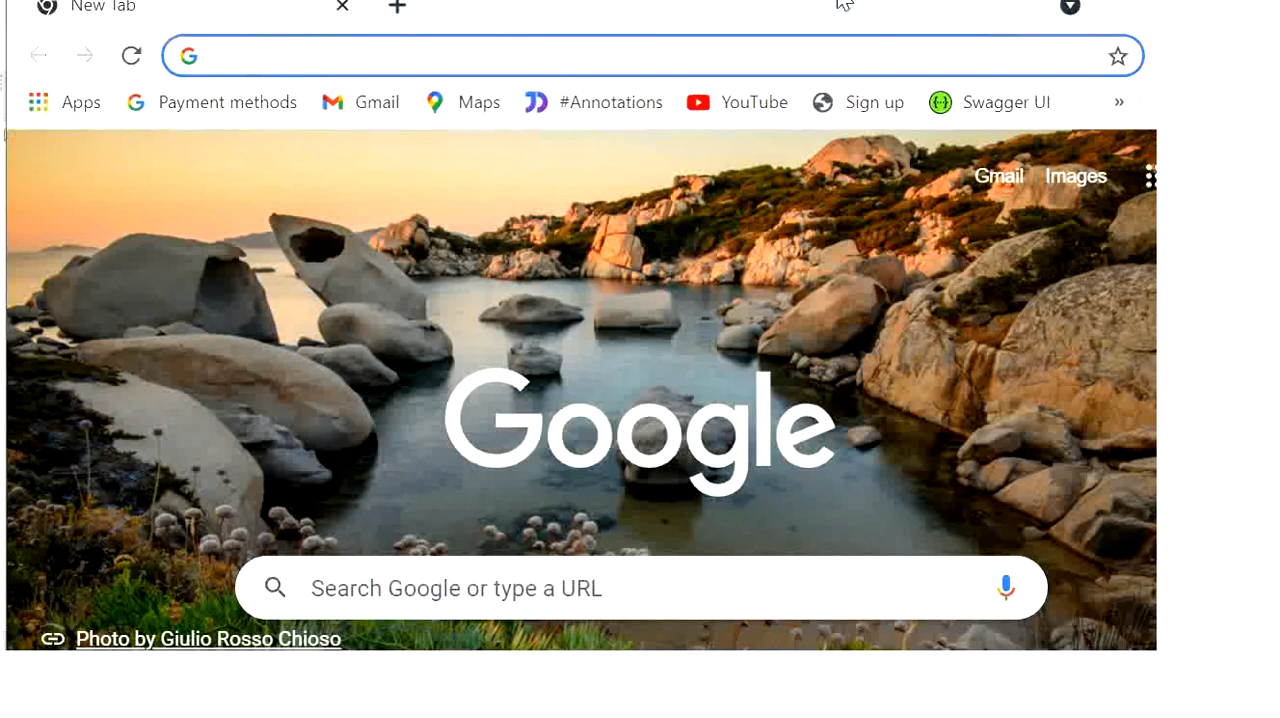 New Tab
Apps Payment methods Gmail Maps #Annotations YouTube Sign up Swagger UI »
Gmail Images
Google
Search Google or type a URL
Photo by Giulio Rosso Chioso